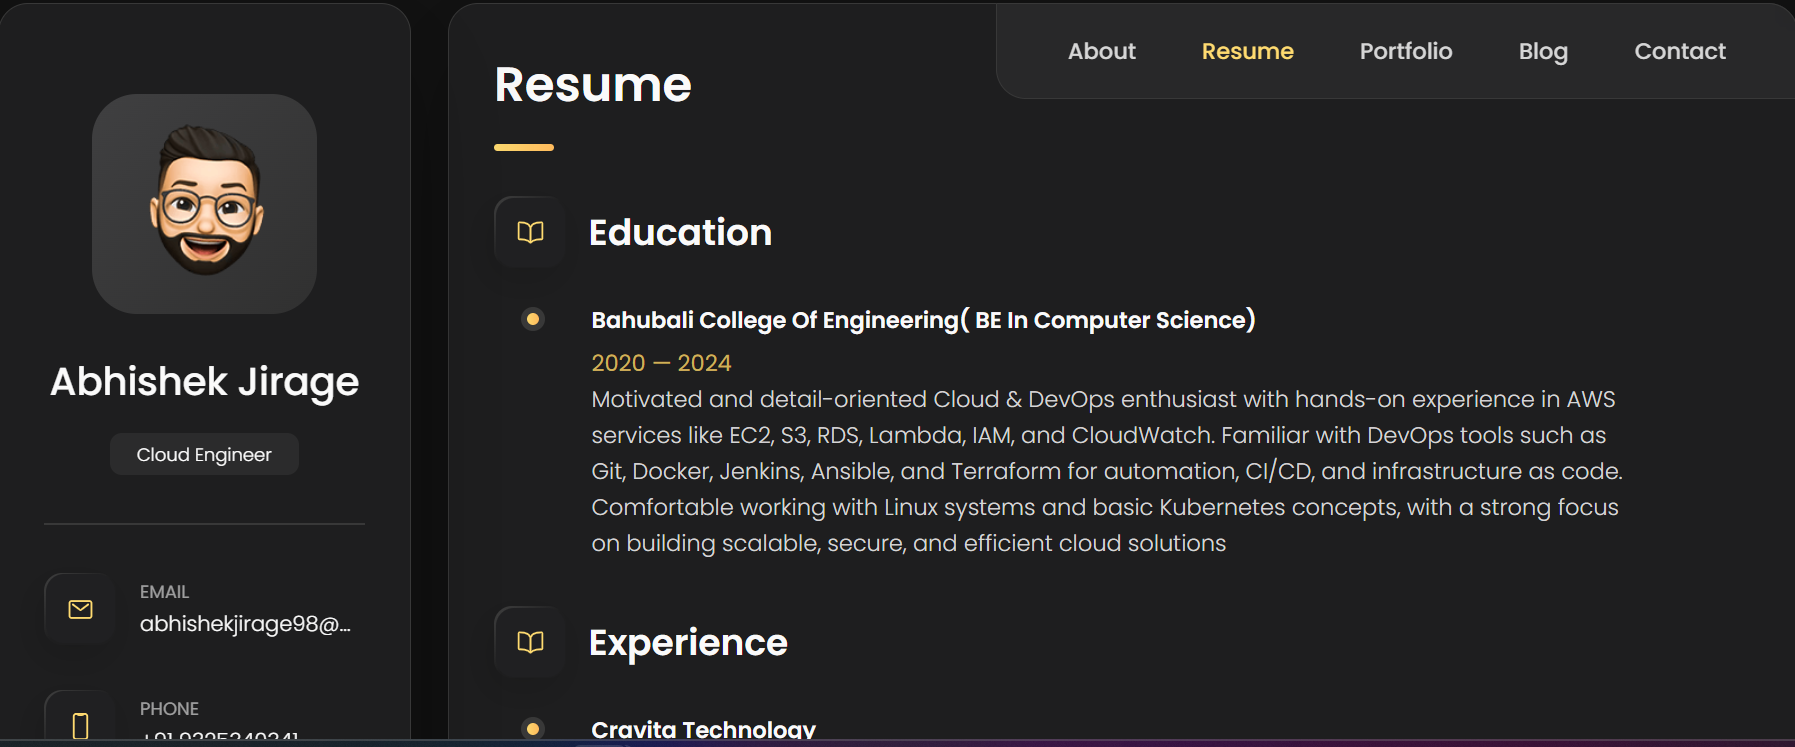 About
Resume
Portfolio
Blog
Contact
Abhishek Jirage
Cloud Engineer
EMAIL
abhishekjirage98@...
PHONE
Resume
Education
Bahubali College Of Engineering( BE In Computer Science)
2020 — 2024
Motivated and detail-oriented Cloud & DevOps enthusiast with hands-on experience in AWS
services like EC2, S3, RDS, Lambda, IAM, and CloudWatch. Familiar with DevOps tools such as
Git, Docker, Jenkins, Ansible, and Terraform for automation, CI/CD, and infrastructure as code.
Comfortable working with Linux systems and basic Kubernetes concepts, with a strong focus
on building scalable, secure, and efficient cloud solutions
Experience
Cravita Technology